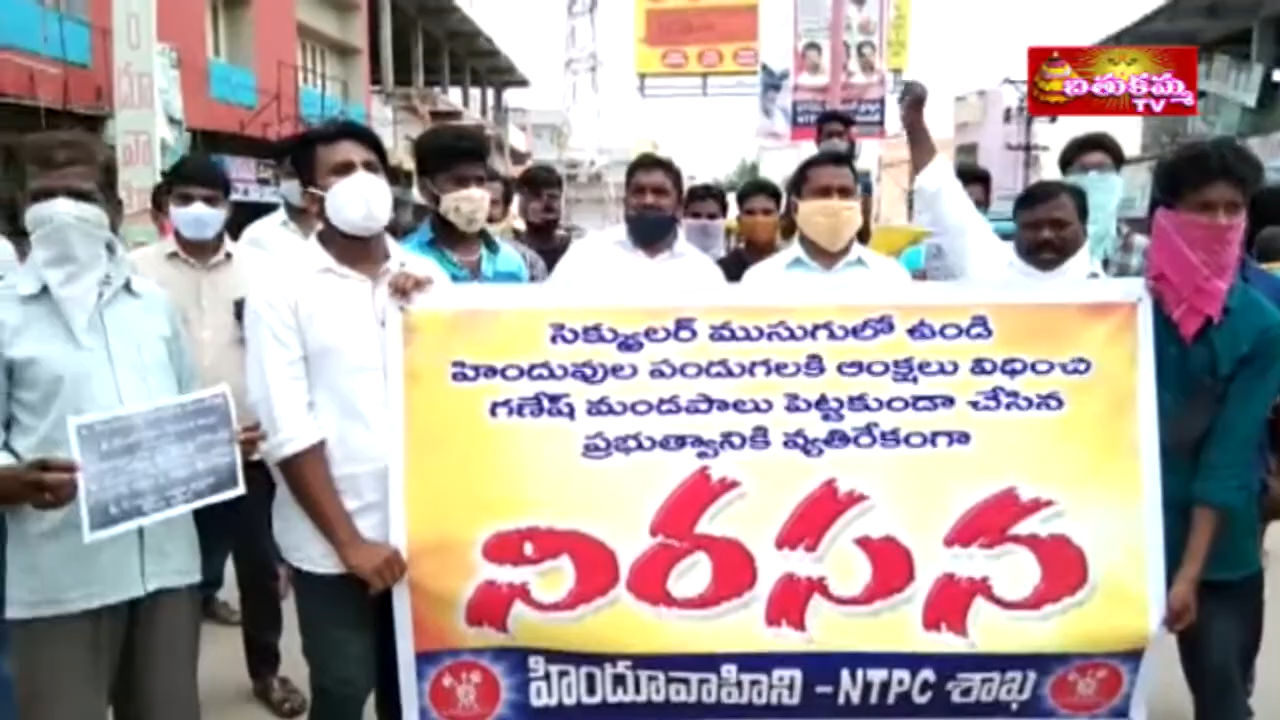 బతుకమ్మ
TV
సెక్యులర్ ముసుగులో ఉండి
హిందువుల పండుగలకి ఆంక్షలు విధించి
గణేష్ మండపాలు పెట్టకుండా చేసిన
ప్రభుత్వానికి వ్యతిరేకంగా
నిరసన
హిందూవాహిని - NTPC శాఖ